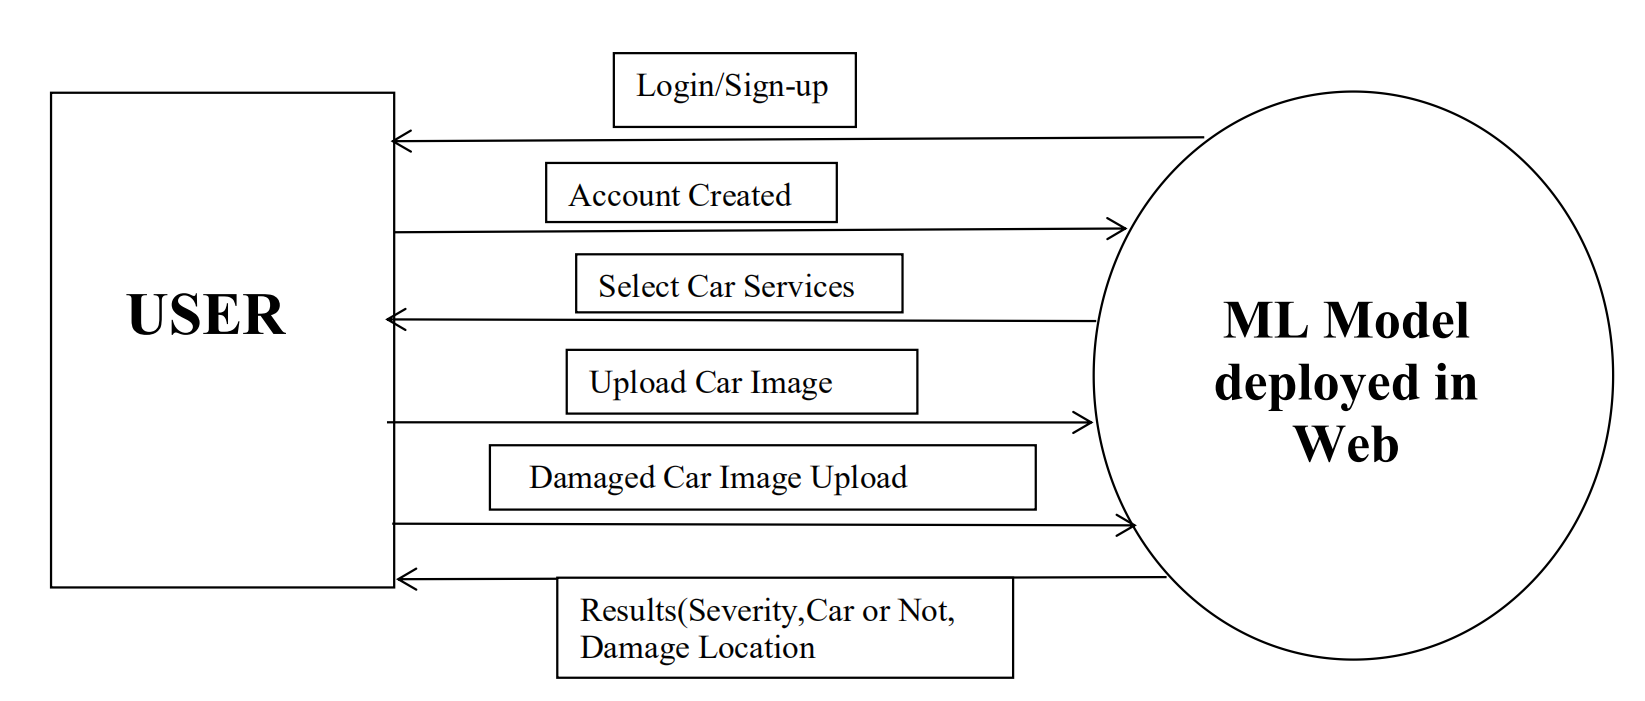 Login/Sign-up
Account Created
Select Car Services
USER
ML Model
deployed in
Web
Upload Car Image
Damaged Car Image Upload
Results(Severity,Car or Not,
Damage Location